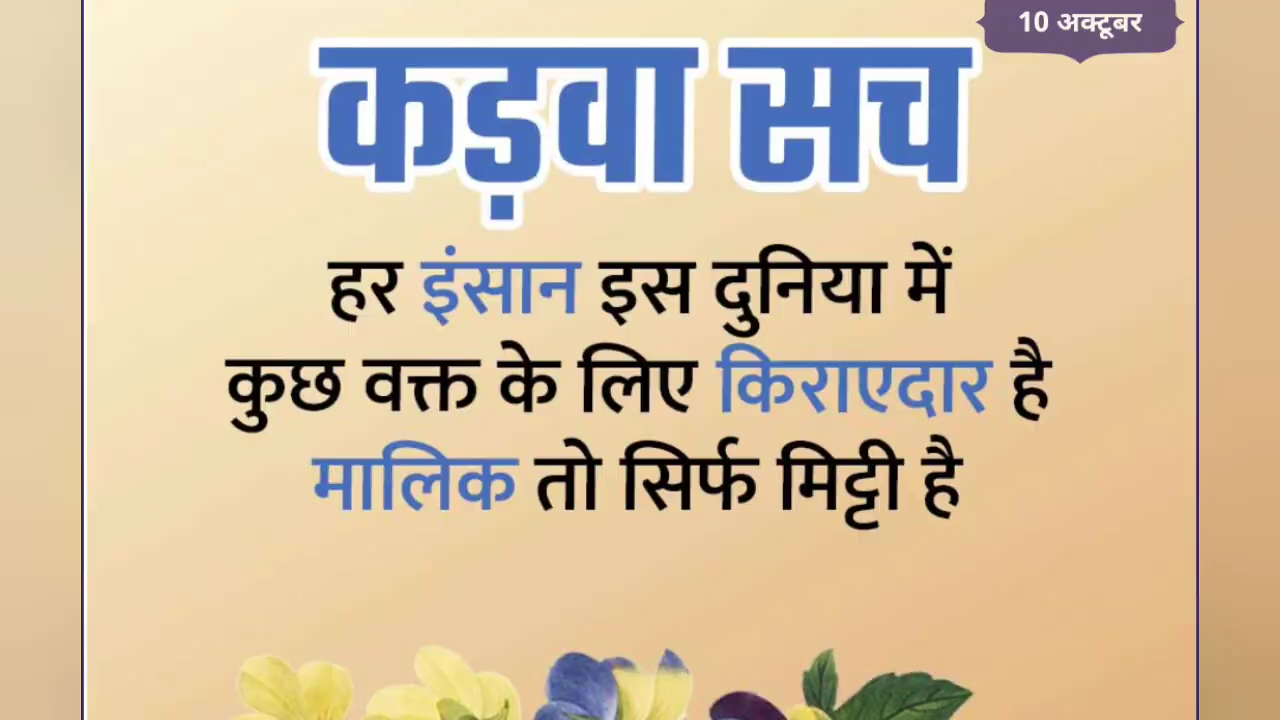 10 अक्टूबर
कड़वा सच
हर इंसान इस दुनिया में
कुछ वक्त के लिए किराएदार है
मालिक तो सिर्फ मिट्टी है